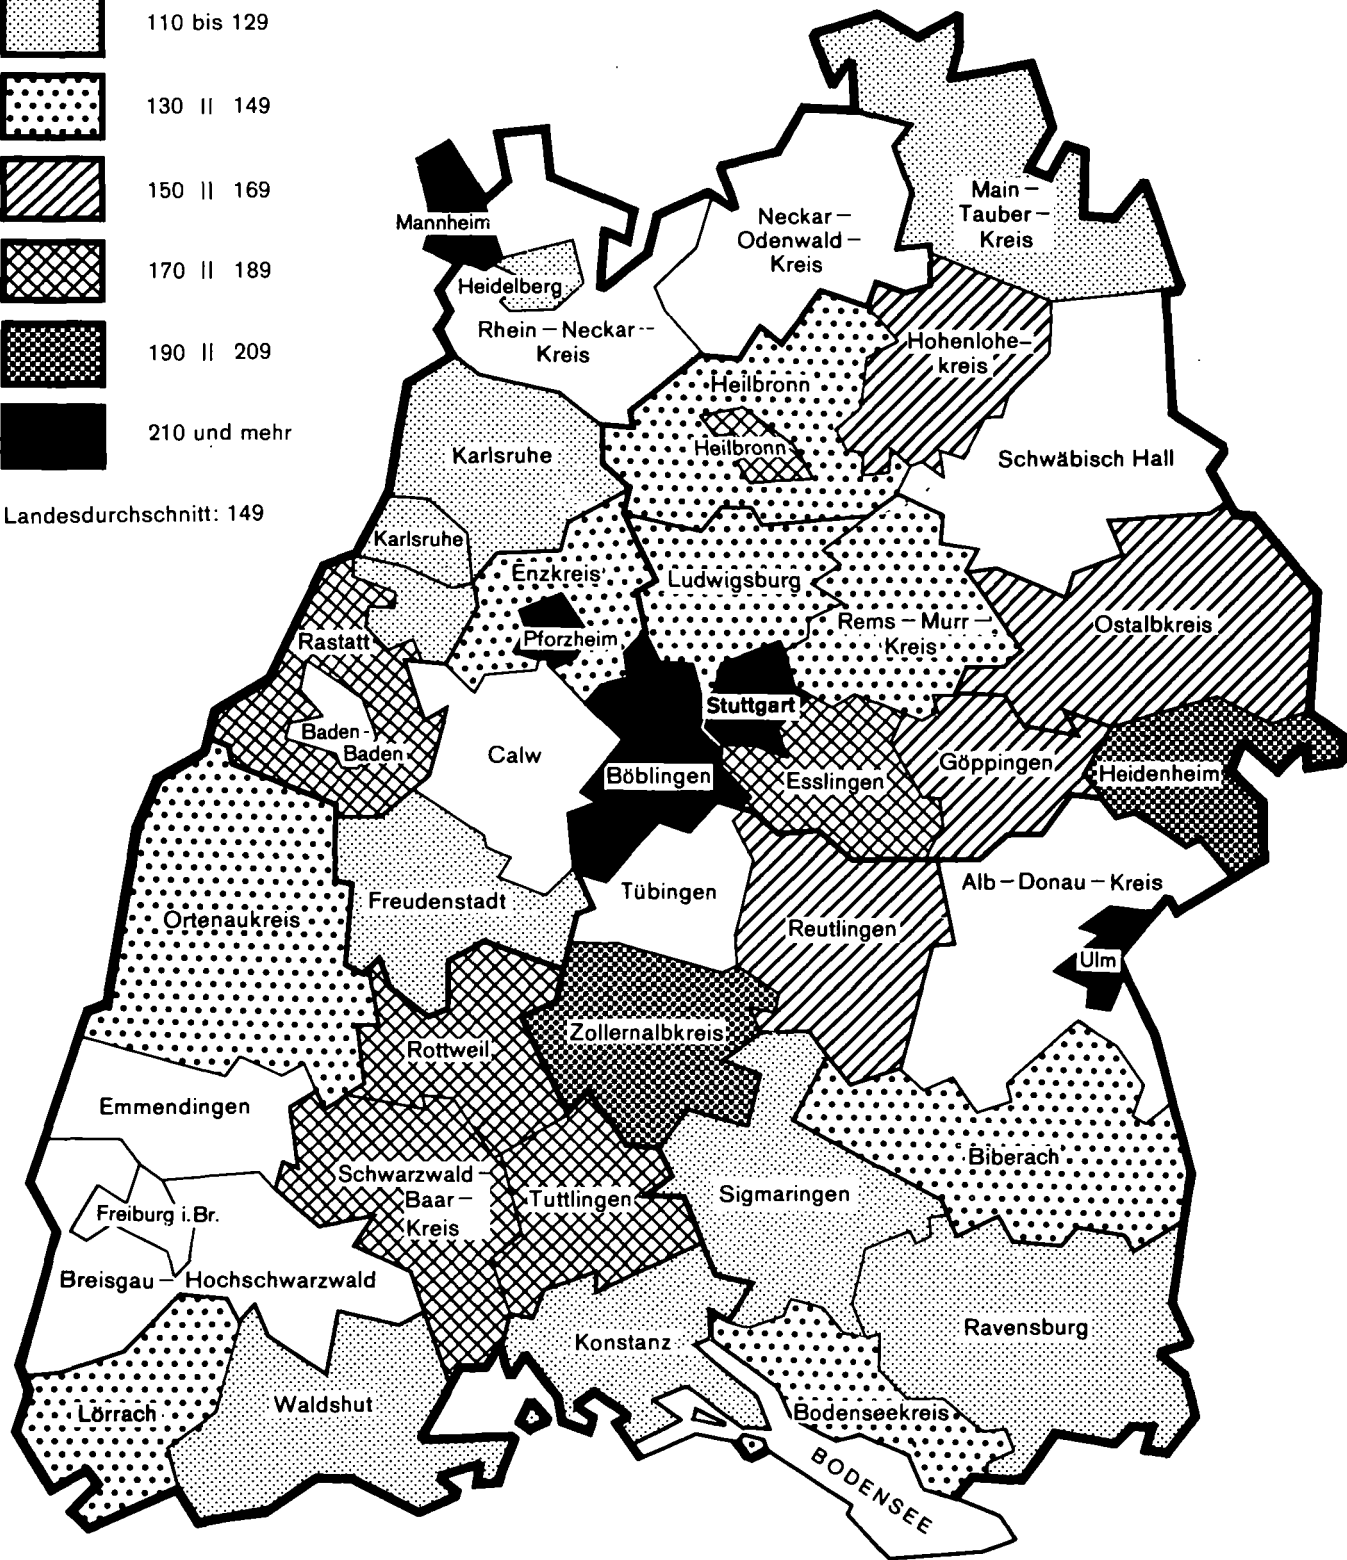 110 bis 129
130 || 149
150 || 169
170 || 189
190 || 209
210 und mehr
Landesdurchschnitt: 149
Main –
Tauber –
Kreis
Neckar –
Odenwald –
Kreis
Mannheim
Heidelberg
Rhein – Neckar --
Kreis
Hohenlohe–
kreis
Heilbronn
Heilbronn
Schwäbisch Hall
Karlsruhe
Karlsruhe
Enzkreis
Ludwigsburg
Pforzheim
Rems – Murr –
Kreis
Ostalbkreis
Rastatt
Stuttgart
Baden -
Baden
Calw
Böblingen
Esslingen
Göppingen
Heidenheim
Freudenstadt
Tübingen
Alb – Donau – Kreis
Ortenaukreis
Reutlingen
Ulm
Zollernalbkreis
Rottweil
Emmendingen
Biberach
Schwarzwald –
Baar –
Kreis
Tuttlingen
Sigmaringen
Freiburg i.Br.
Breisgau – Hochschwarzwald
Konstanz
Ravensburg
Lörrach
Waldshut
Bodenseekreis
BODENSEE